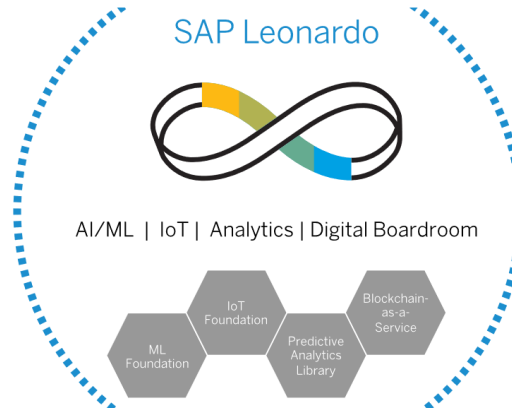 SAP Leonardo
AI/ML | IoT | Analytics | Digital Boardroom
IoT
Foundation
Blockchain-
as-a-
Service
ML
Foundation
Predictive
Analytics
Library